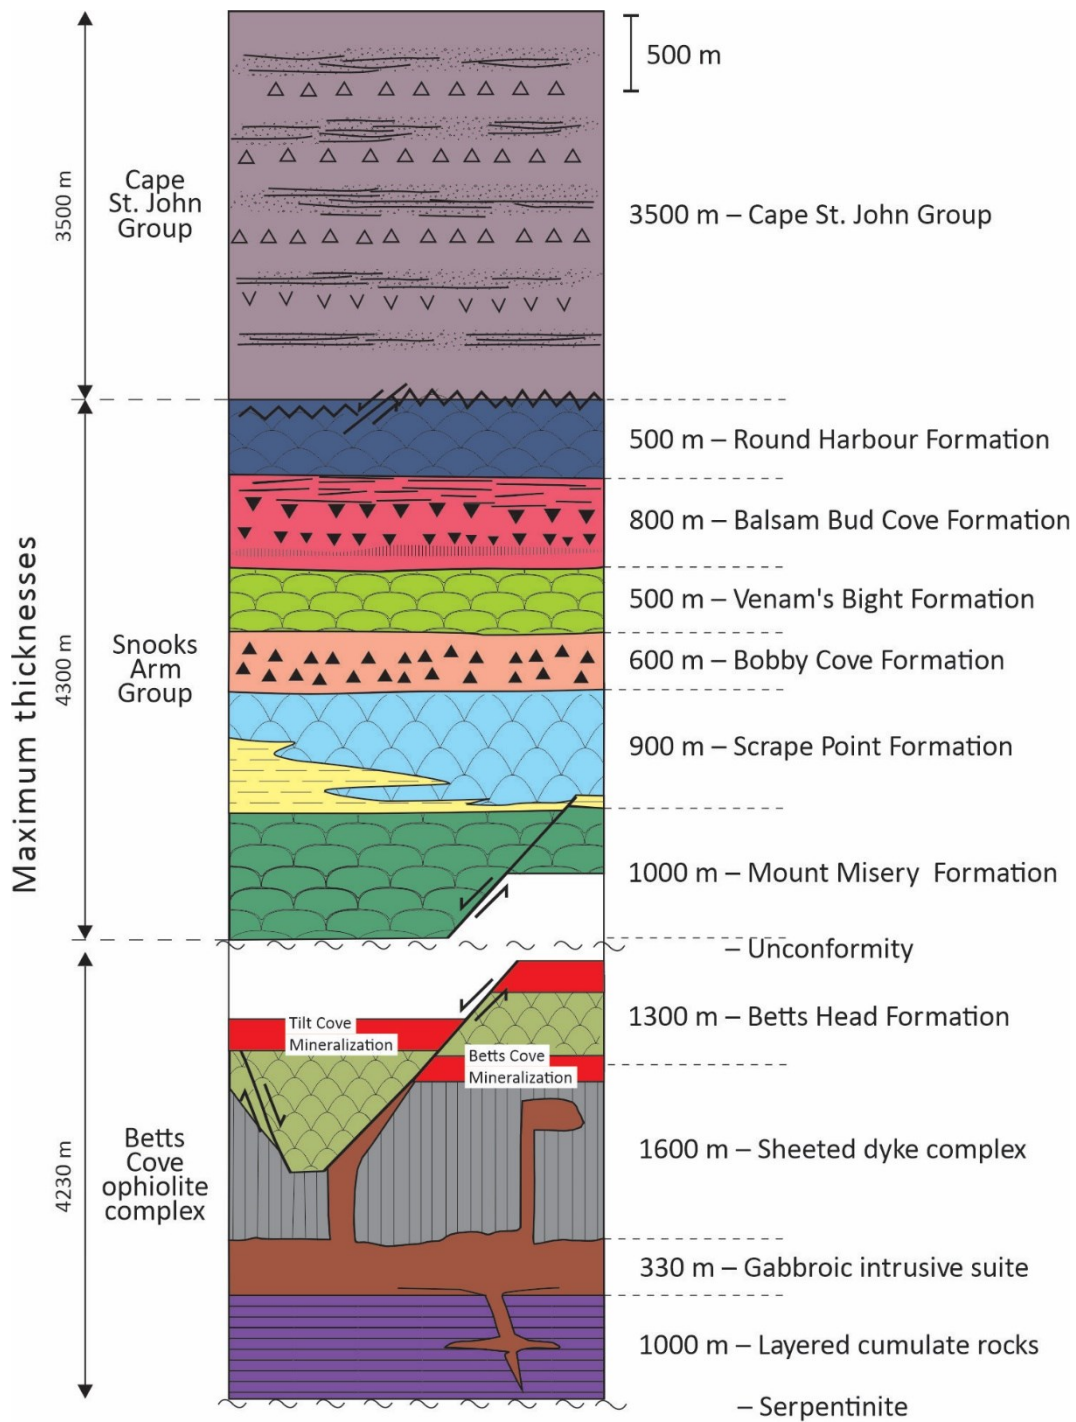 500 m
Cape
St. John
Group
3500 m
3500 m – Cape St. John Group
Maximum thicknesses
4300 m
Snooks
Arm
Group
500 m – Round Harbour Formation
800 m – Balsam Bud Cove Formation
500 m – Venam's Bight Formation
600 m – Bobby Cove Formation
900 m – Scrape Point Formation
1000 m – Mount Misery Formation
– Unconformity
1300 m – Betts Head Formation
Tilt Cove
Mineralization
Betts Cove
Mineralization
4230 m
Betts
Cove
ophiolite
complex
1600 m – Sheeted dyke complex
330 m – Gabbroic intrusive suite
1000 m – Layered cumulate rocks
– Serpentinite